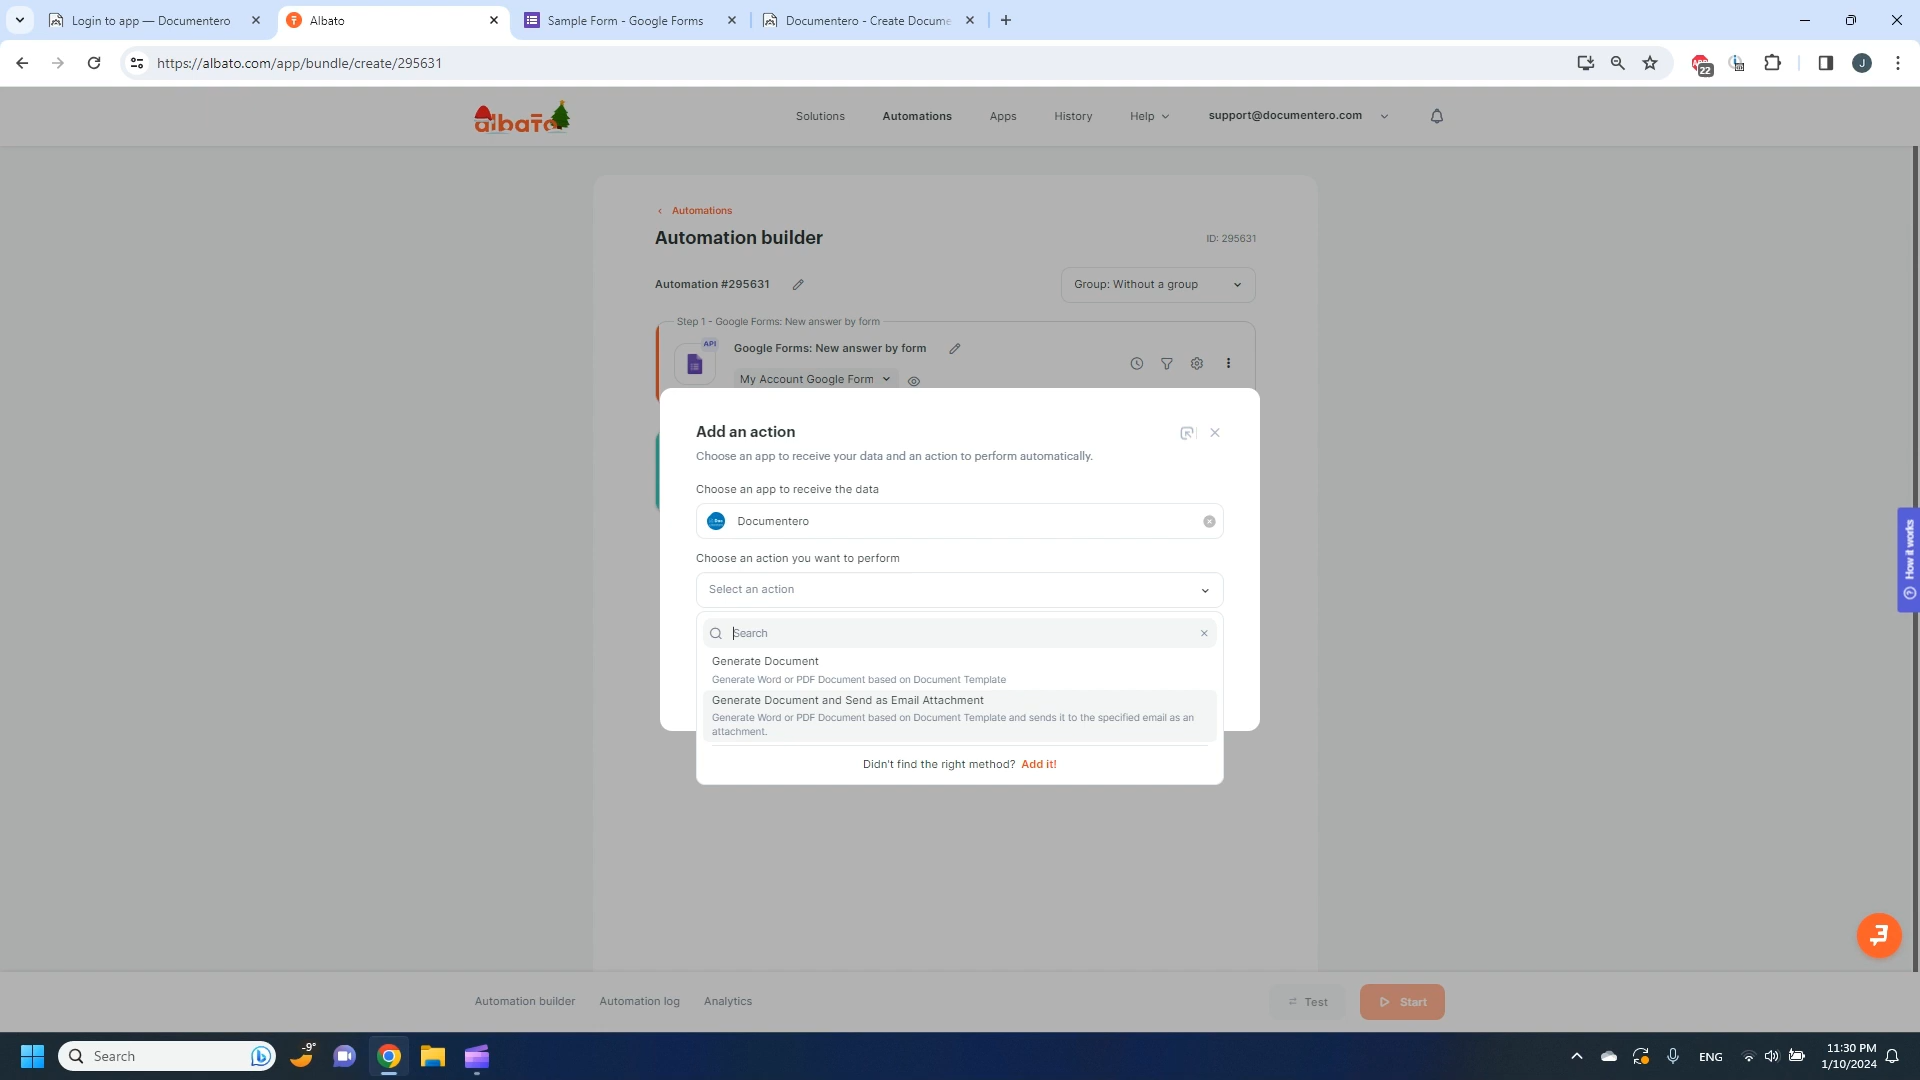 Login to app — Documentero
Albato
Sample Form - Google Forms
Documentero - Create Docume
https://albato.com/app/bundle/create/295631
22
J
albato
Solutions
Automations
Apps
History
Help
support@documentero.com
Automations
Automation builder
ID: 295631
Automation #295631
Group: Without a group
Step 1 - Google Forms: New answer by form
API
Google Forms: New answer by form
My Account Google Form
Add an action
Choose an app to receive your data and an action to perform automatically.
Choose an app to receive the data
Documentero
Choose an action you want to perform
Select an action
Search
Generate Document
Generate Word or PDF Document based on Document Template
Generate Document and Send as Email Attachment
Generate Word or PDF Document based on Document Template and sends it to the specified email as an
attachment.
Didn't find the right method? Add it!
How it works
Automation builder
Automation log
Analytics
Test
Start
Search
-9°
ENG
11:30 PM
1/10/2024